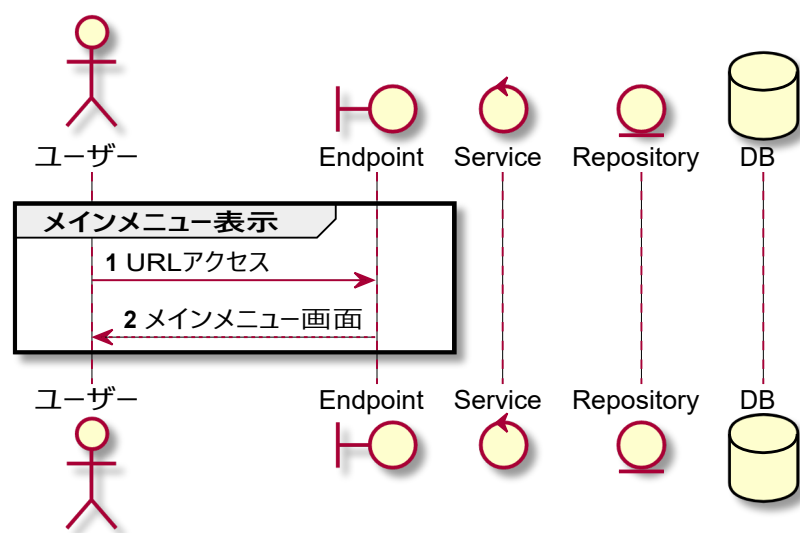 ユーザー Endpoint Service Repository DB
メインメニュー表示
1 URLアクセス
2 メインメニュー画面
ユーザー Endpoint Service Repository DB